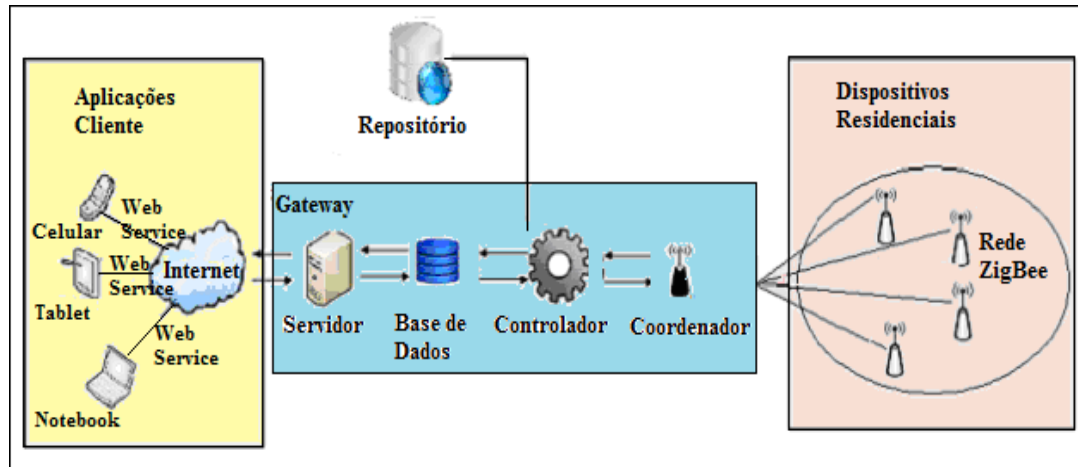 Aplicações
Cliente
Celular
Web
Service
Web
Service
Tablet
Web
Service
Notebook
Internet
Repositório
Gateway
Servidor
Base de
Dados
Controlador
Coordenador
Dispositivos
Residenciais
Rede
ZigBee